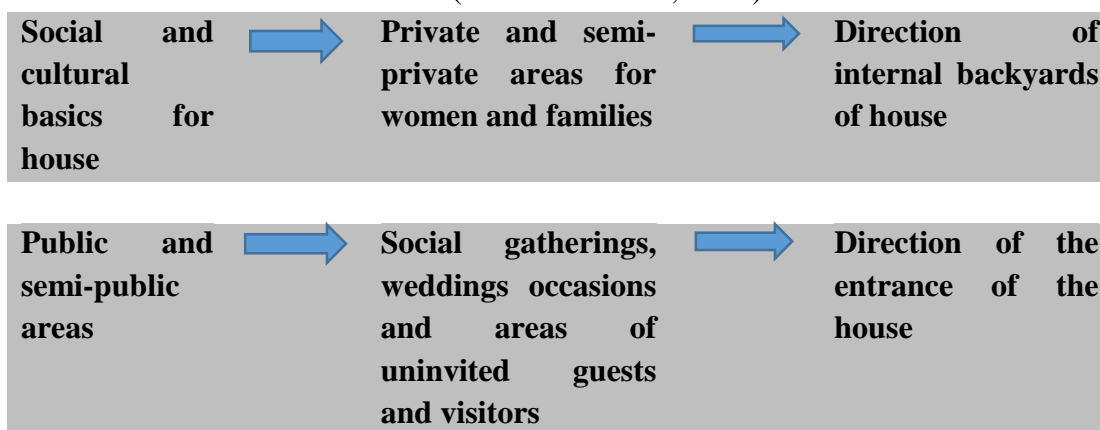 Social and
cultural
basics for
house
Private and semi-
private areas for
women and families
Direction of
internal backyards
of house
Public and
semi-public
areas
Social gatherings,
weddings occasions
and areas of
uninvited guests
and visitors
Direction of the
entrance of the
house